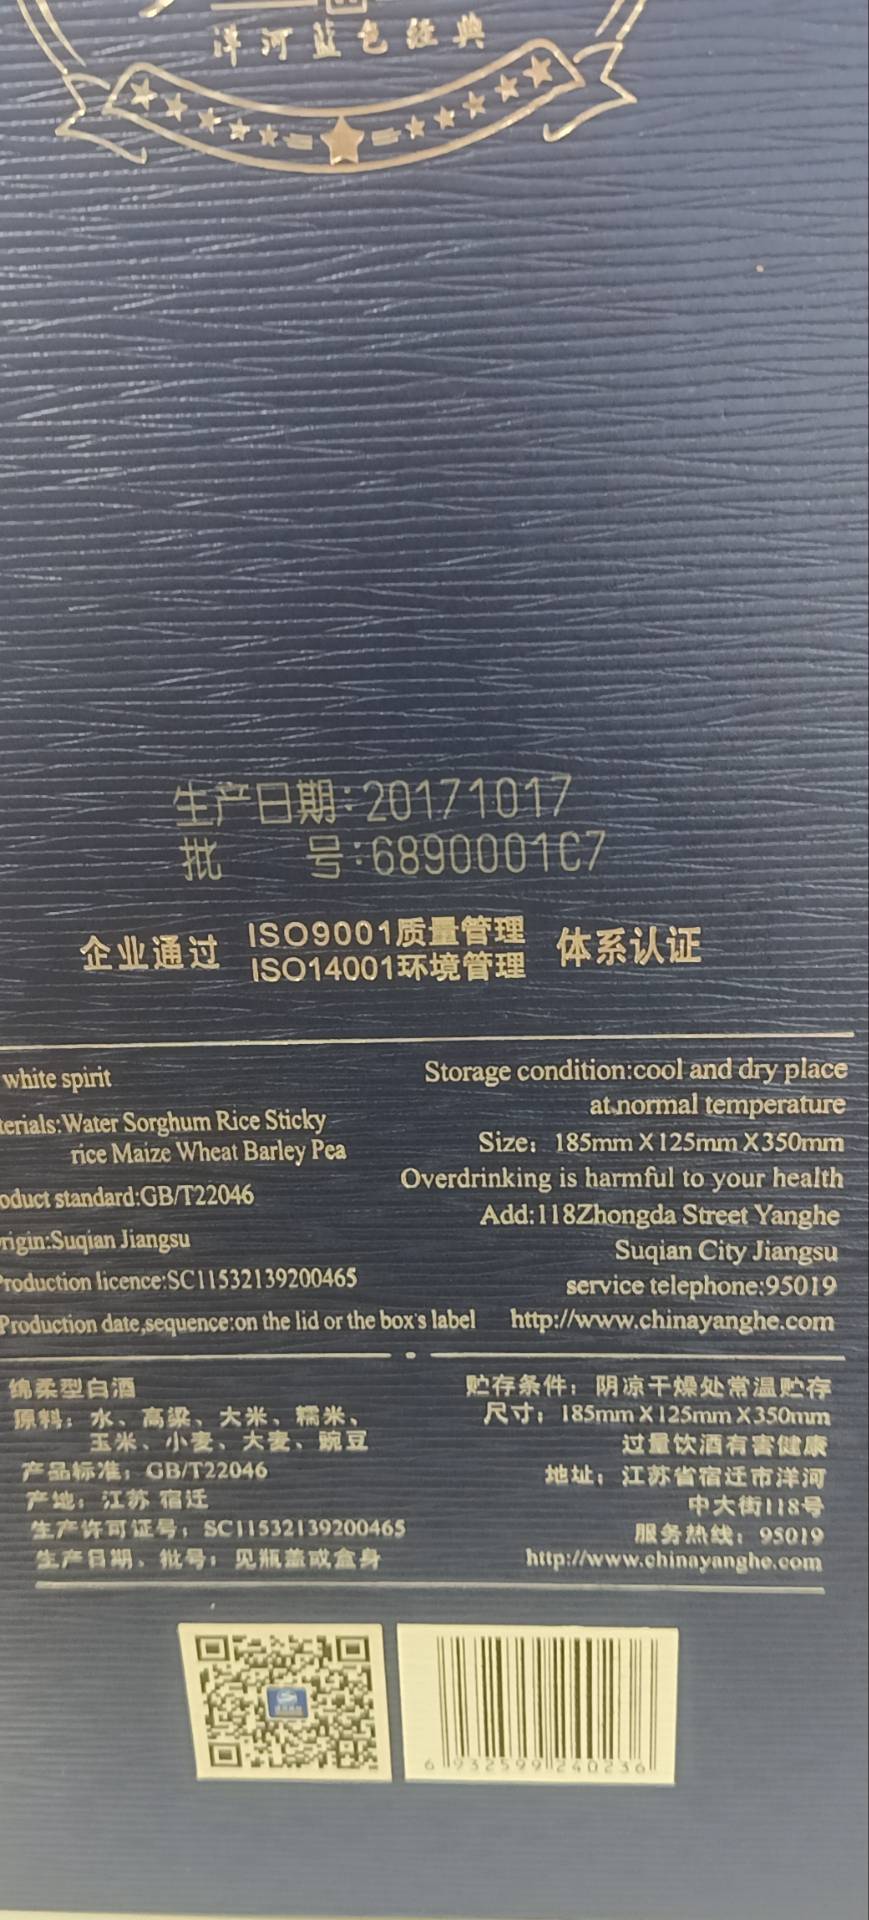 洋河蓝色经典
生产日期:20171017
批 号:6890001C7
企业通过 ISO9001质量管理 体系认证
ISO14001环境管理
white spirit
terials:Water Sorghum Rice Sticky
rice Maize Wheat Barley Pea
oduct standard:GB/T22046
rigin:Suqian Jiangsu
Production licence:SC11532139200465
Production date,sequence:on the lid or the box's label
Storage condition:cool and dry place
at normal temperature
Size: 185mm X 125mm X 350mm
Overdrinking is harmful to your health
Add:118Zhongda Street Yanghe
Suqian City Jiangsu
service telephone:95019
http://www.chinayanghe.com
绵柔型白酒
原料：水、高粱、大米、糯米、
玉米、小麦、大麦、豌豆
产品标准：GB/T22046
产地：江苏 宿迁
生产许可证号：SC11532139200465
生产日期、批号：见瓶盖或盒身
贮存条件：阴凉干燥处常温贮存
尺寸：185mm X 125mm X 350mm
过量饮酒有害健康
地址：江苏省宿迁市洋河
中大街118号
服务热线：95019
http://www.chinayanghe.com
6 932599 240236